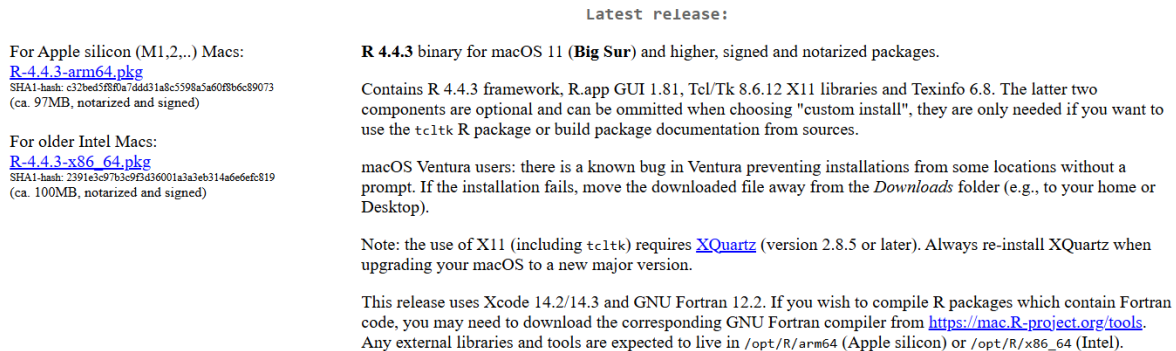 Latest release:
For Apple silicon (M1,2,..) Macs:
R-4.4.3-arm64.pkg
SHA1-hash: c32bed5f8f0a7ddd31a8c5598a5a60f8b6c89073
(ca. 97MB, notarized and signed)
For older Intel Macs:
R-4.4.3-x86_64.pkg
SHA1-hash: 2391e3c97b3c9f3d36001a3a3eb314a6e6efc819
(ca. 100MB, notarized and signed)
R 4.4.3 binary for macOS 11 (Big Sur) and higher, signed and notarized packages.
Contains R 4.4.3 framework, R.app GUI 1.81, Tcl/Tk 8.6.12 X11 libraries and Texinfo 6.8. The latter two
components are optional and can be ommitted when choosing "custom install", they are only needed if you want to
use the tcltk R package or build package documentation from sources.
macOS Ventura users: there is a known bug in Ventura preventing installations from some locations without a
prompt. If the installation fails, move the downloaded file away from the Downloads folder (e.g., to your home or
Desktop).
Note: the use of X11 (including tcltk) requires XQuartz (version 2.8.5 or later). Always re-install XQuartz when
upgrading your macOS to a new major version.
This release uses Xcode 14.2/14.3 and GNU Fortran 12.2. If you wish to compile R packages which contain Fortran
code, you may need to download the corresponding GNU Fortran compiler from https://mac.R-project.org/tools.
Any external libraries and tools are expected to live in /opt/R/arm64 (Apple silicon) or /opt/R/x86_64 (Intel).